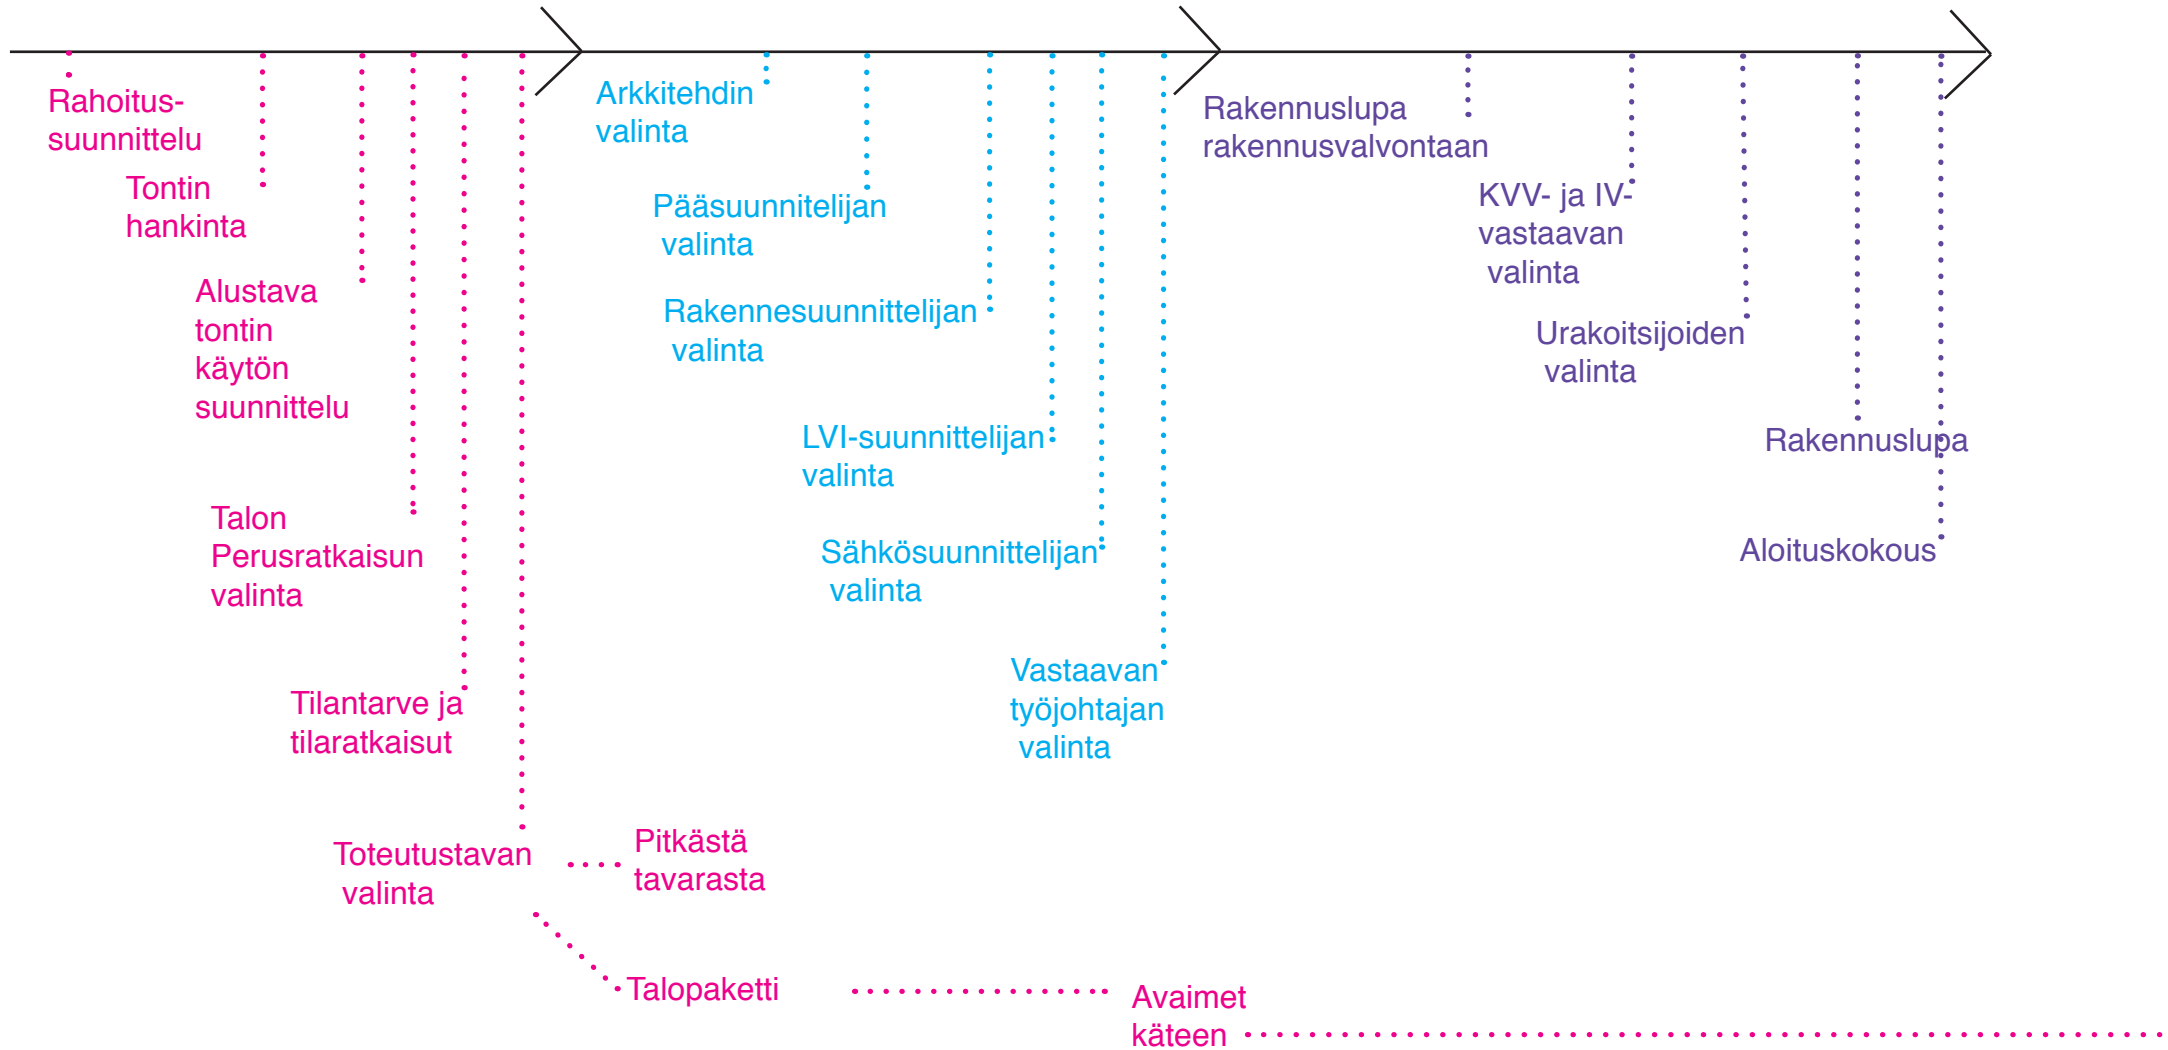 Rahoitus-
suunnittelu
Tontin
hankinta
Alustava
tontin
käytön
suunnittelu
Talon
Perusratkaisun
valinta
Tilantarve ja
tilaratkaisut
Toteutustavan
valinta
Pitkästä
tavarasta
Talopaketti
Avaimet
käteen
Arkkitehdin
valinta
Pääsuunnitelijan
valinta
Rakennesuunnittelijan
valinta
LVI-suunnittelijan
valinta
Sähkösuunnittelijan
valinta
Vastaavan
työjohtajan
valinta
Rakennuslupa
rakennusvalvontaan
KVV- ja IV-
vastaavan
valinta
Urakoitsijoiden
valinta
Rakennuslupa
Aloituskokous